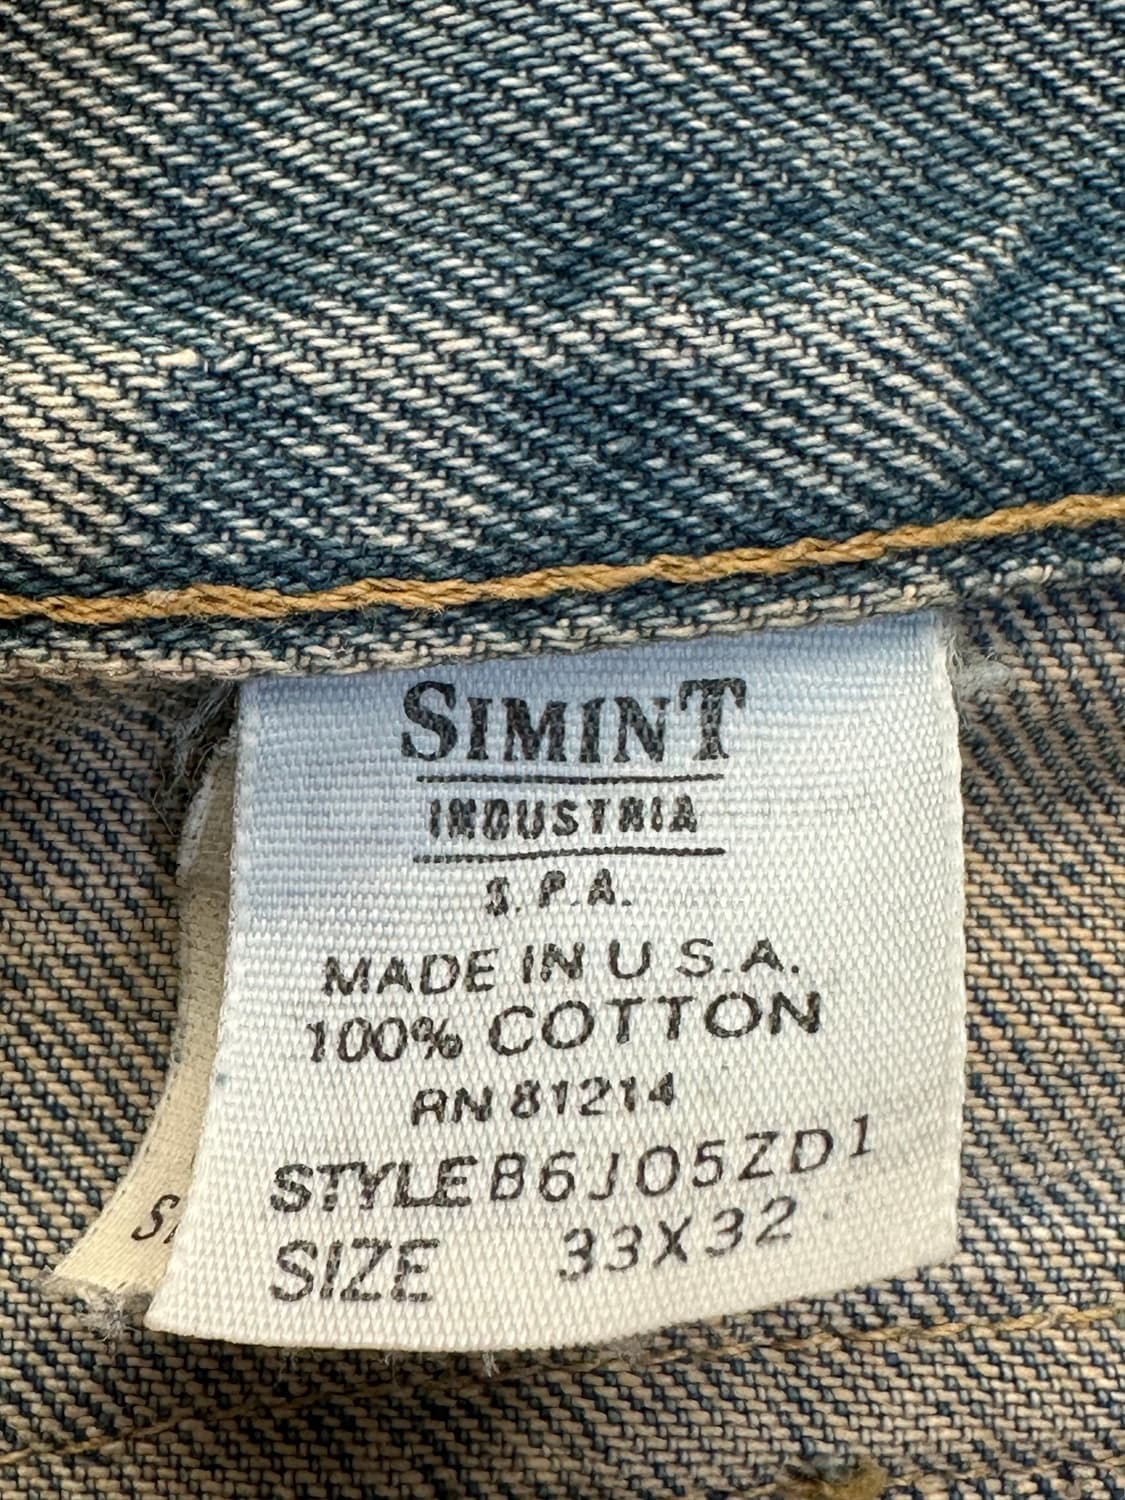 SIMINT
INDUSTRIA
S.P.A.
MADE IN U S.A.
100% COTTON
RN 81214
STYLE B6J05ZD1
SIZE 33X32